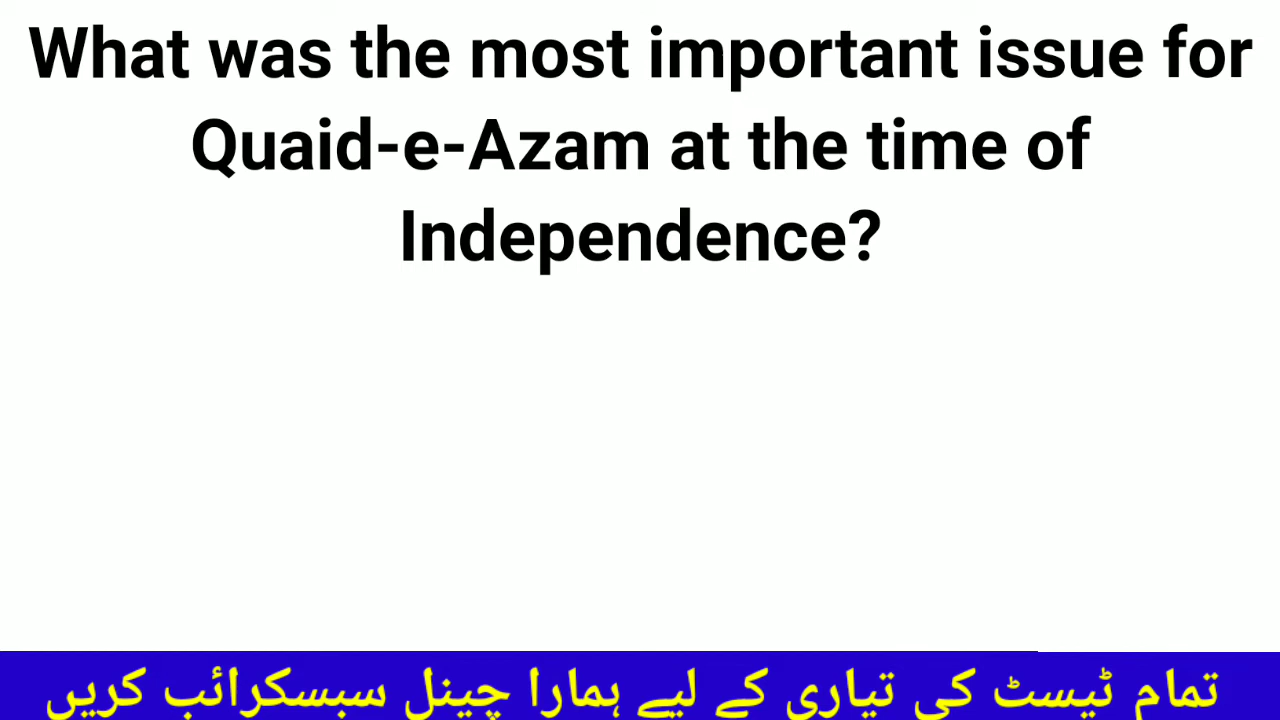 What was the most important issue for
Quaid-e-Azam at the time of
Independence?
تمام ٹیسٹ کی تیاری کے لیے ہمارا چینل سبسکرائب کریں